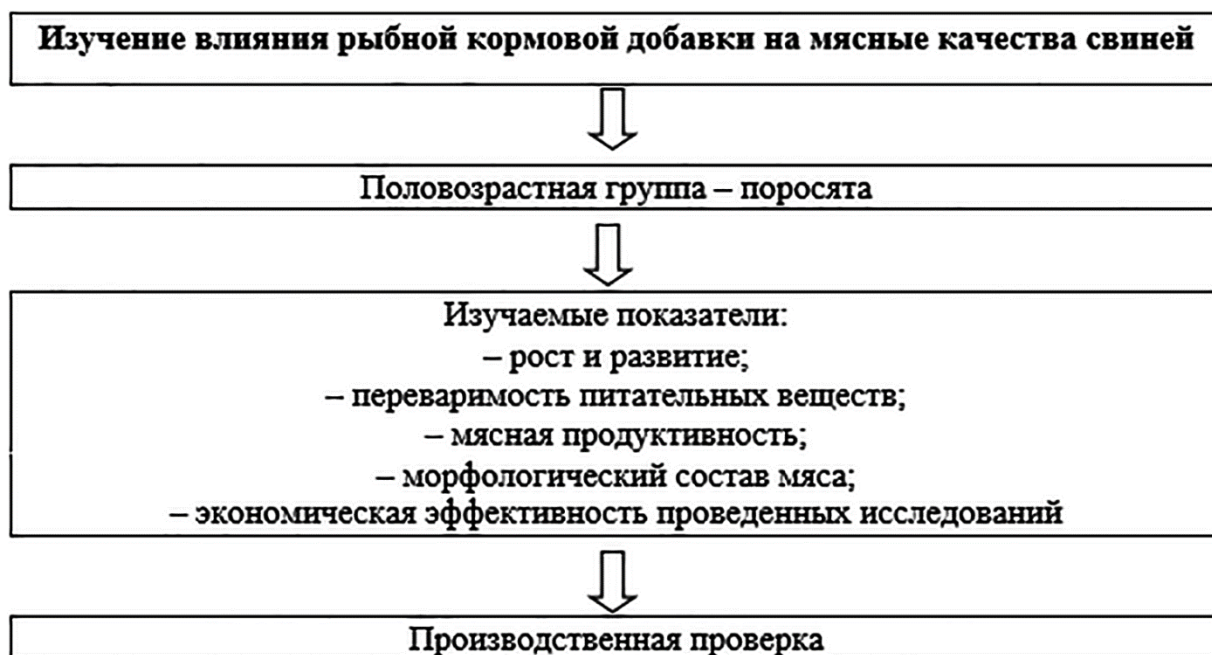 Изучение влияния рыбной кормовой добавки на мясные качества свиней
Половозрастная группа – поросята
Изучаемые показатели:
– рост и развитие;
– переваримость питательных веществ;
– мясная продуктивность;
– морфологический состав мяса;
– экономическая эффективность проведенных исследований
Производственная проверка